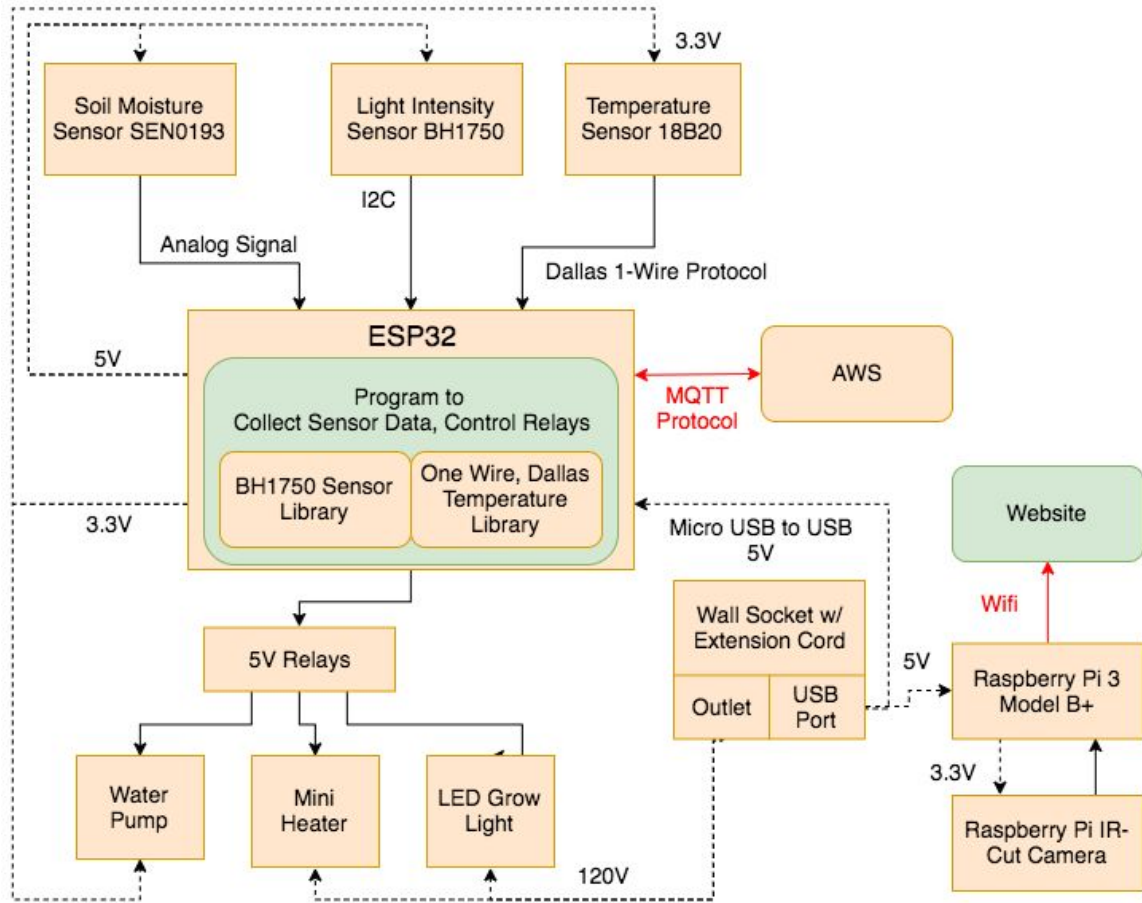 3.3V
Soil Moisture
Sensor SEN0193
Light Intensity
Sensor BH1750
Temperature
Sensor 18B20
I2C
Analog Signal
Dallas 1-Wire Protocol
ESP32
5V
Program to
Collect Sensor Data, Control Relays
BH1750 Sensor
Library
One Wire, Dallas
Temperature
Library
MQTT
Protocol
AWS
3.3V
Micro USB to USB
5V
Website
Wifi
Wall Socket w/
Extension Cord
Outlet
USB
Port
5V
Raspberry Pi 3
Model B+
5V Relays
3.3V
Water
Pump
Mini
Heater
LED Grow
Light
120V
Raspberry Pi IR-
Cut Camera